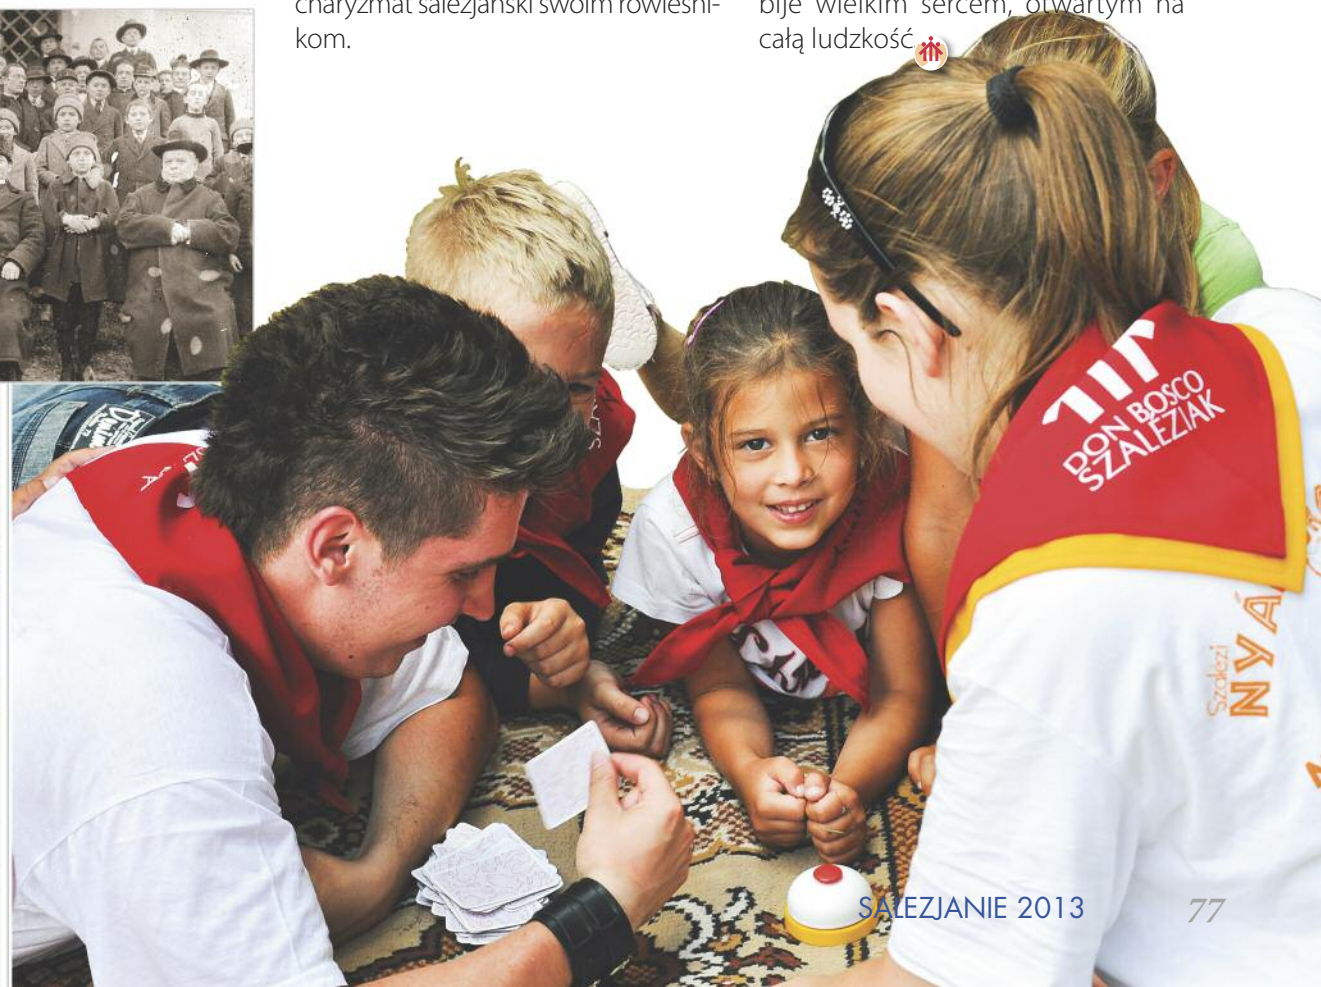 charyzmat salezjański swoim rówieśni-
kom.
bije wielkim sercem, otwartym na
całą ludzkość
DON BOSCO
SZALÉZIAK
Szalézi
NYÁ
SALEZJANIE 2013
77